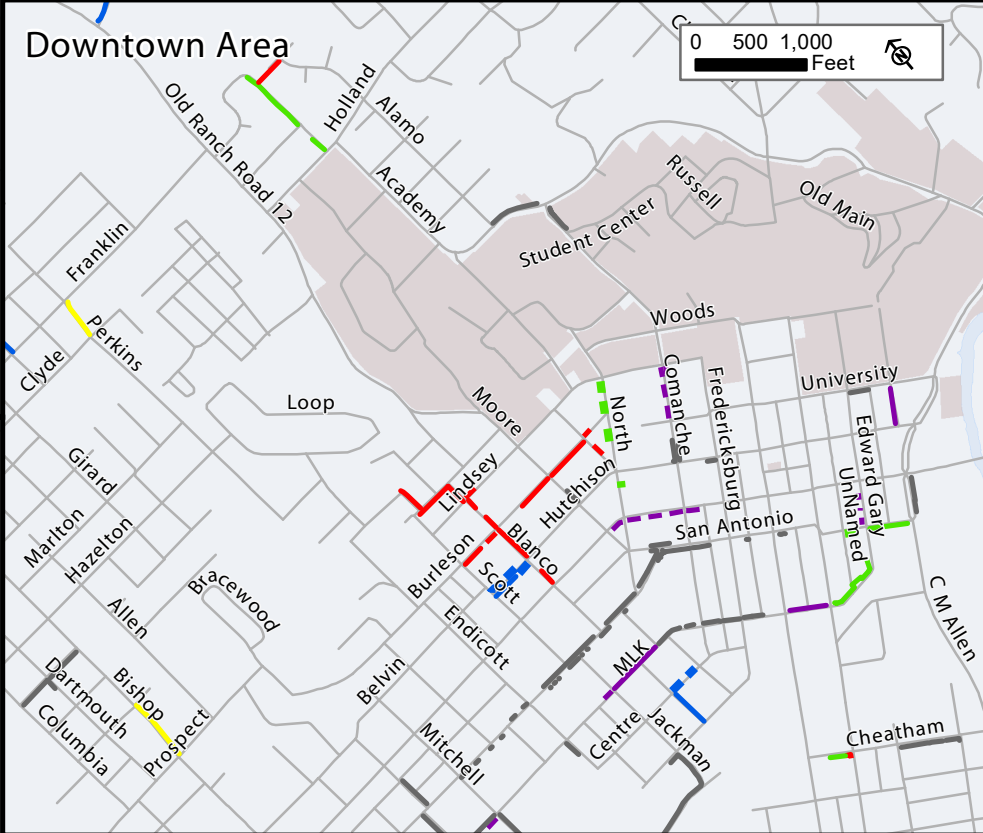 Downtown Area
0 500 1,000
Feet
N
Holland
Alamo
Old Ranch Road 12
Academy
Russell
Old Main
Student Center
Franklin
Woods
Perkins
Clyde
Comanche
Fredericksburg
University
Loop
Moore
North
Edward Gary
Girard
Lindsey
Hutchison
UnNamed
Marlton
Hazelton
San Antonio
Blanco
Burleson
Scott
Bracewood
C M Allen
Allen
Endicott
MLK
Dartmouth
Bishop
Belvin
Columbia
Prospect
Mitchell
Centre
Jackman
Cheatham